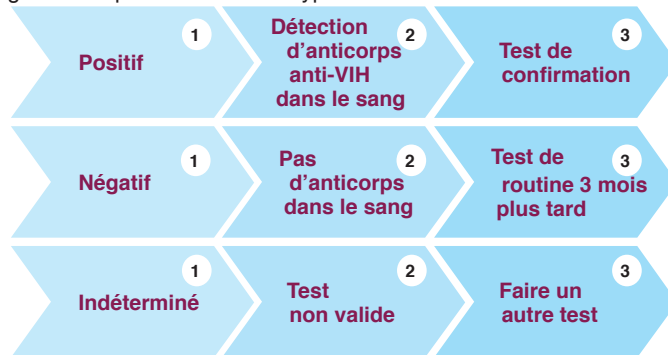 1
Positif
Détection
d'anticorps
anti-VIH
dans le sang
2
Test de
confirmation
3
1
Négatif
Pas
d'anticorps
dans le sang
2
Test de
routine 3 mois
plus tard
3
1
Indéterminé
Test
non valide
2
Faire un
autre test
3